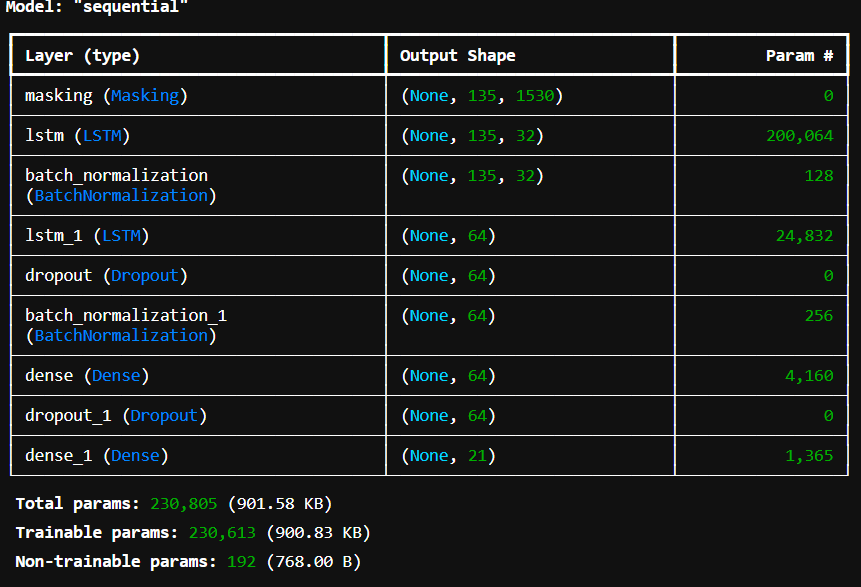 Model: "sequential"
Layer (type) Output Shape Param #
masking (Masking) (None, 135, 1530) 0
lstm (LSTM) (None, 135, 32) 200,064
batch_normalization (None, 135, 32) 128
(BatchNormalization)
lstm_1 (LSTM) (None, 64) 24,832
dropout (Dropout) (None, 64) 0
batch_normalization_1 (None, 64) 256
(BatchNormalization)
dense (Dense) (None, 64) 4,160
dropout_1 (Dropout) (None, 64) 0
dense_1 (Dense) (None, 21) 1,365
Total params: 230,805 (901.58 KB)
Trainable params: 230,613 (900.83 KB)
Non-trainable params: 192 (768.00 B)